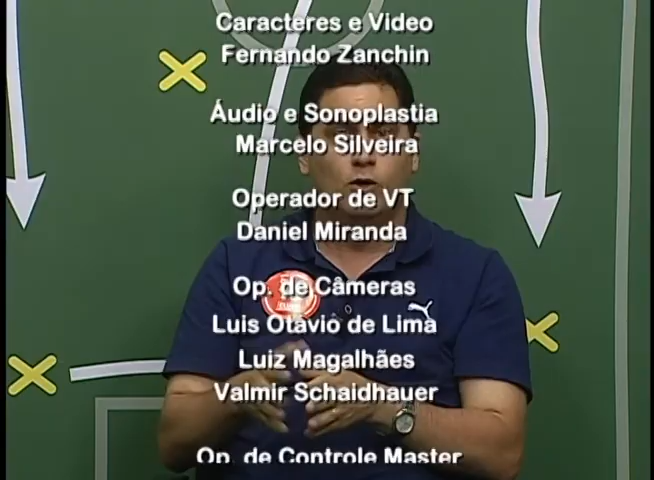 Caracteres e Video
Fernando Zanchin
Áudio e Sonoplastia
Marcelo Silveira
Operador de VT
Daniel Miranda
Op. de Câmeras
Luis Otávio de Lima
Luiz Magalhães
Valmir Schaidhauer
Op. de Controle Master